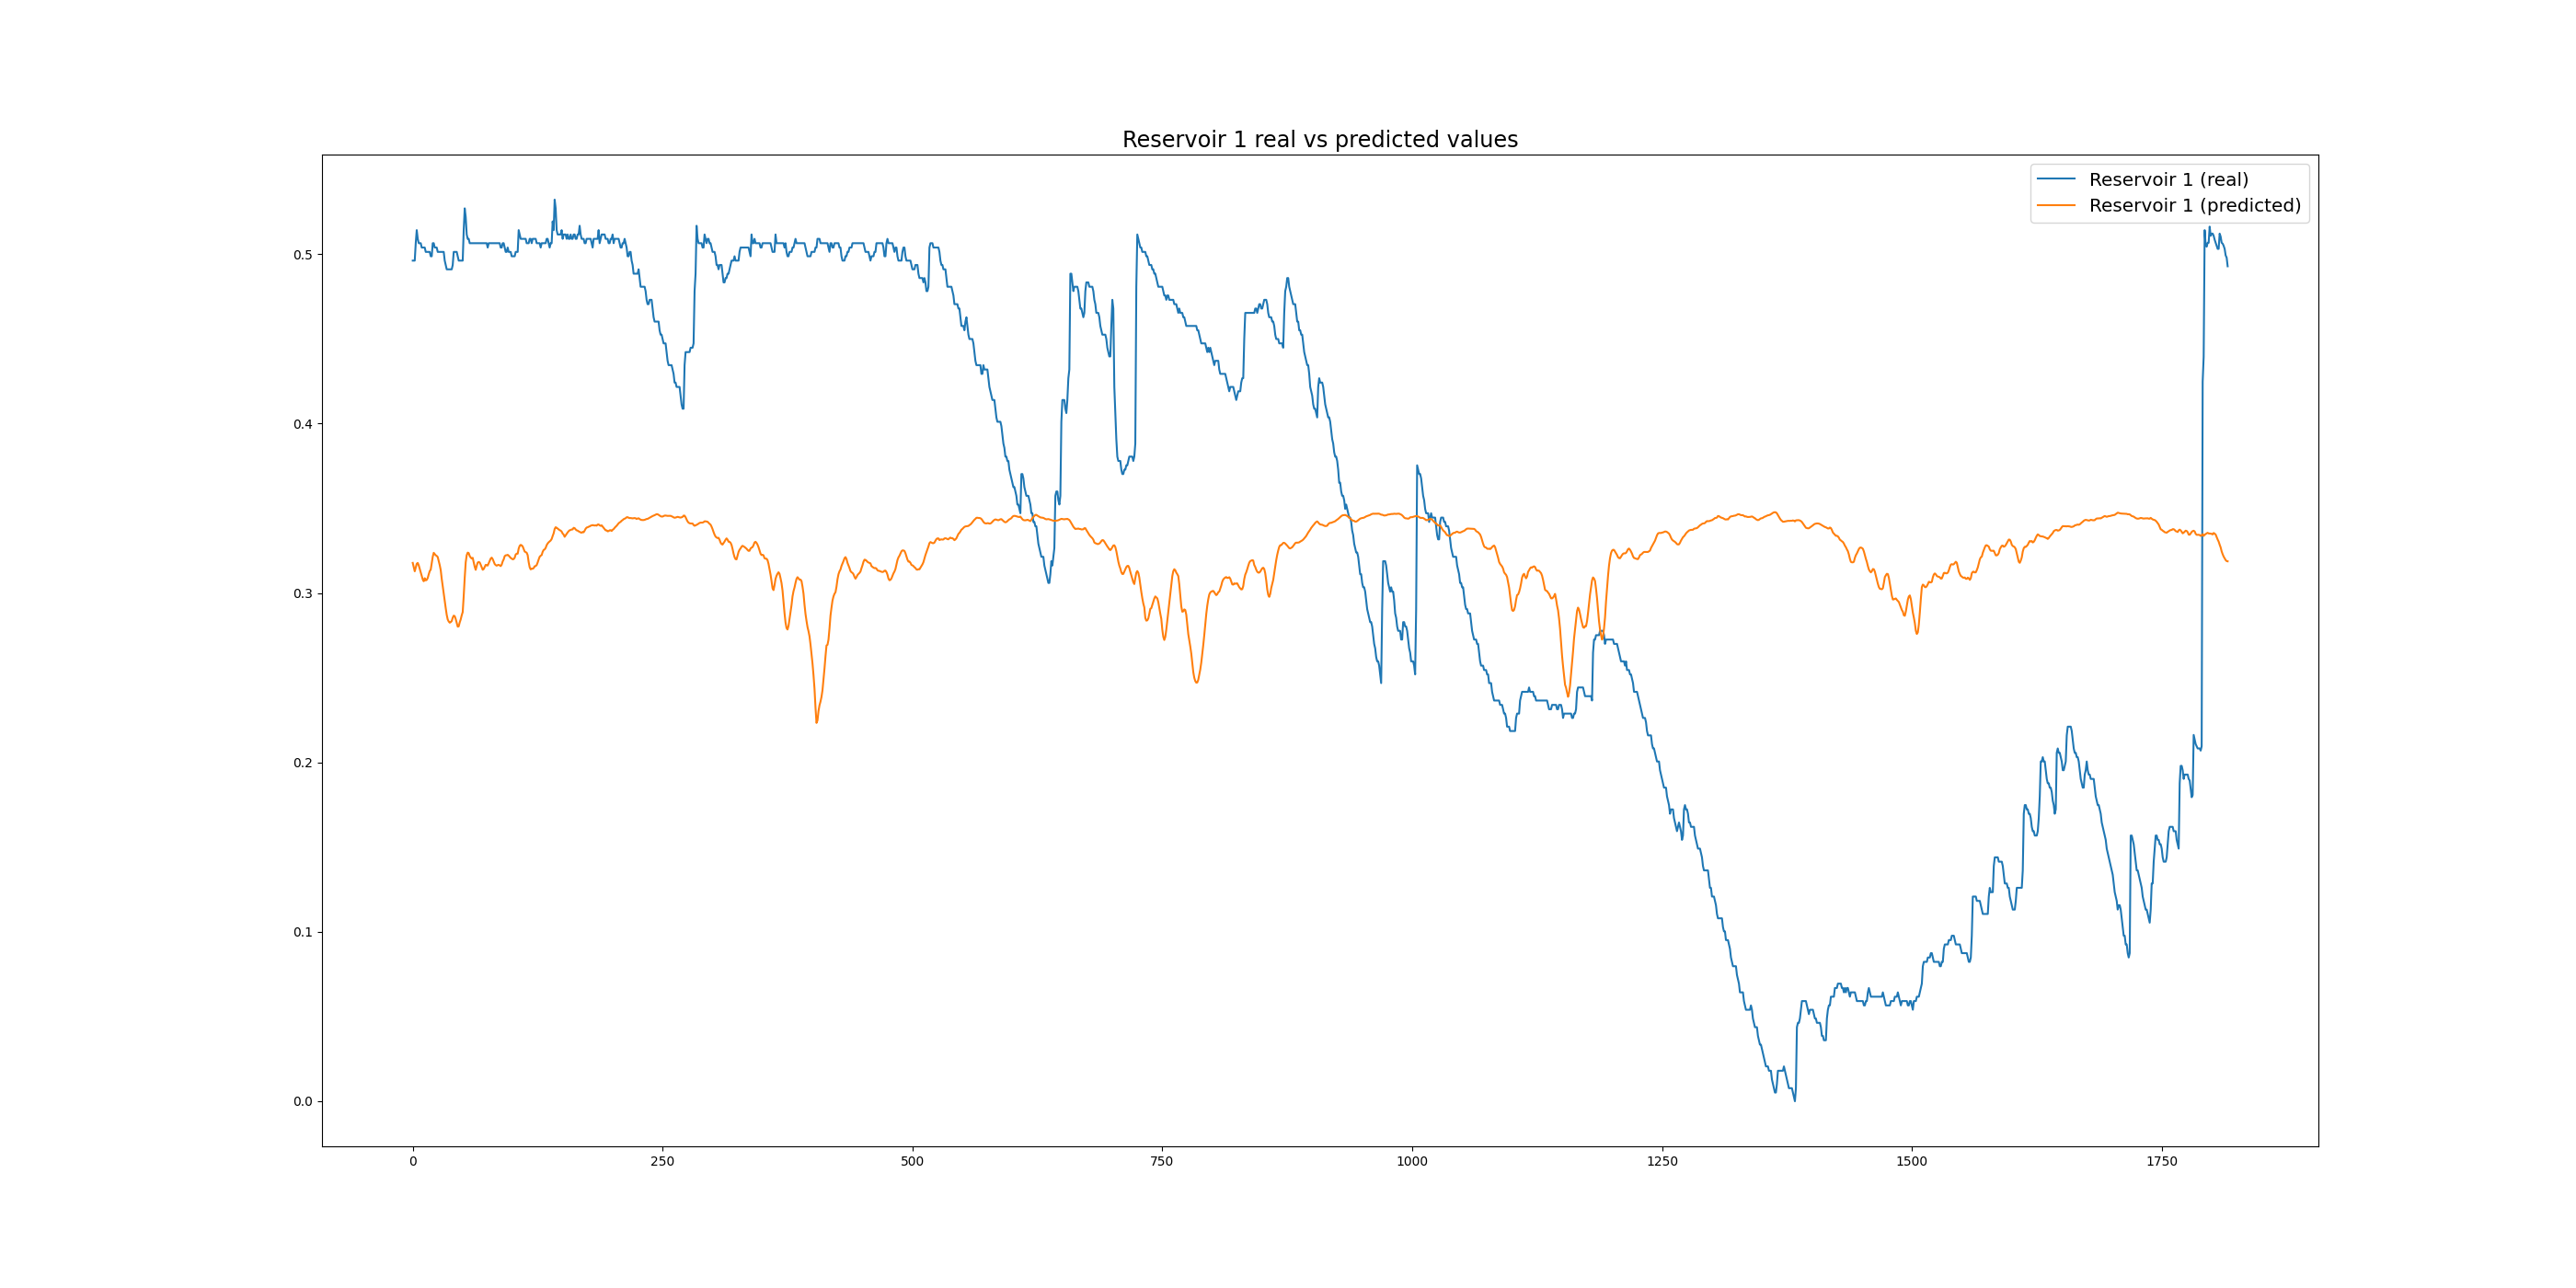 Reservoir 1 real vs predicted values
Reservoir 1 (real)
Reservoir 1 (predicted)
0.5
0.4
0.3
0.2
0.1
0.0
0 250 500 750 1000 1250 1500 1750